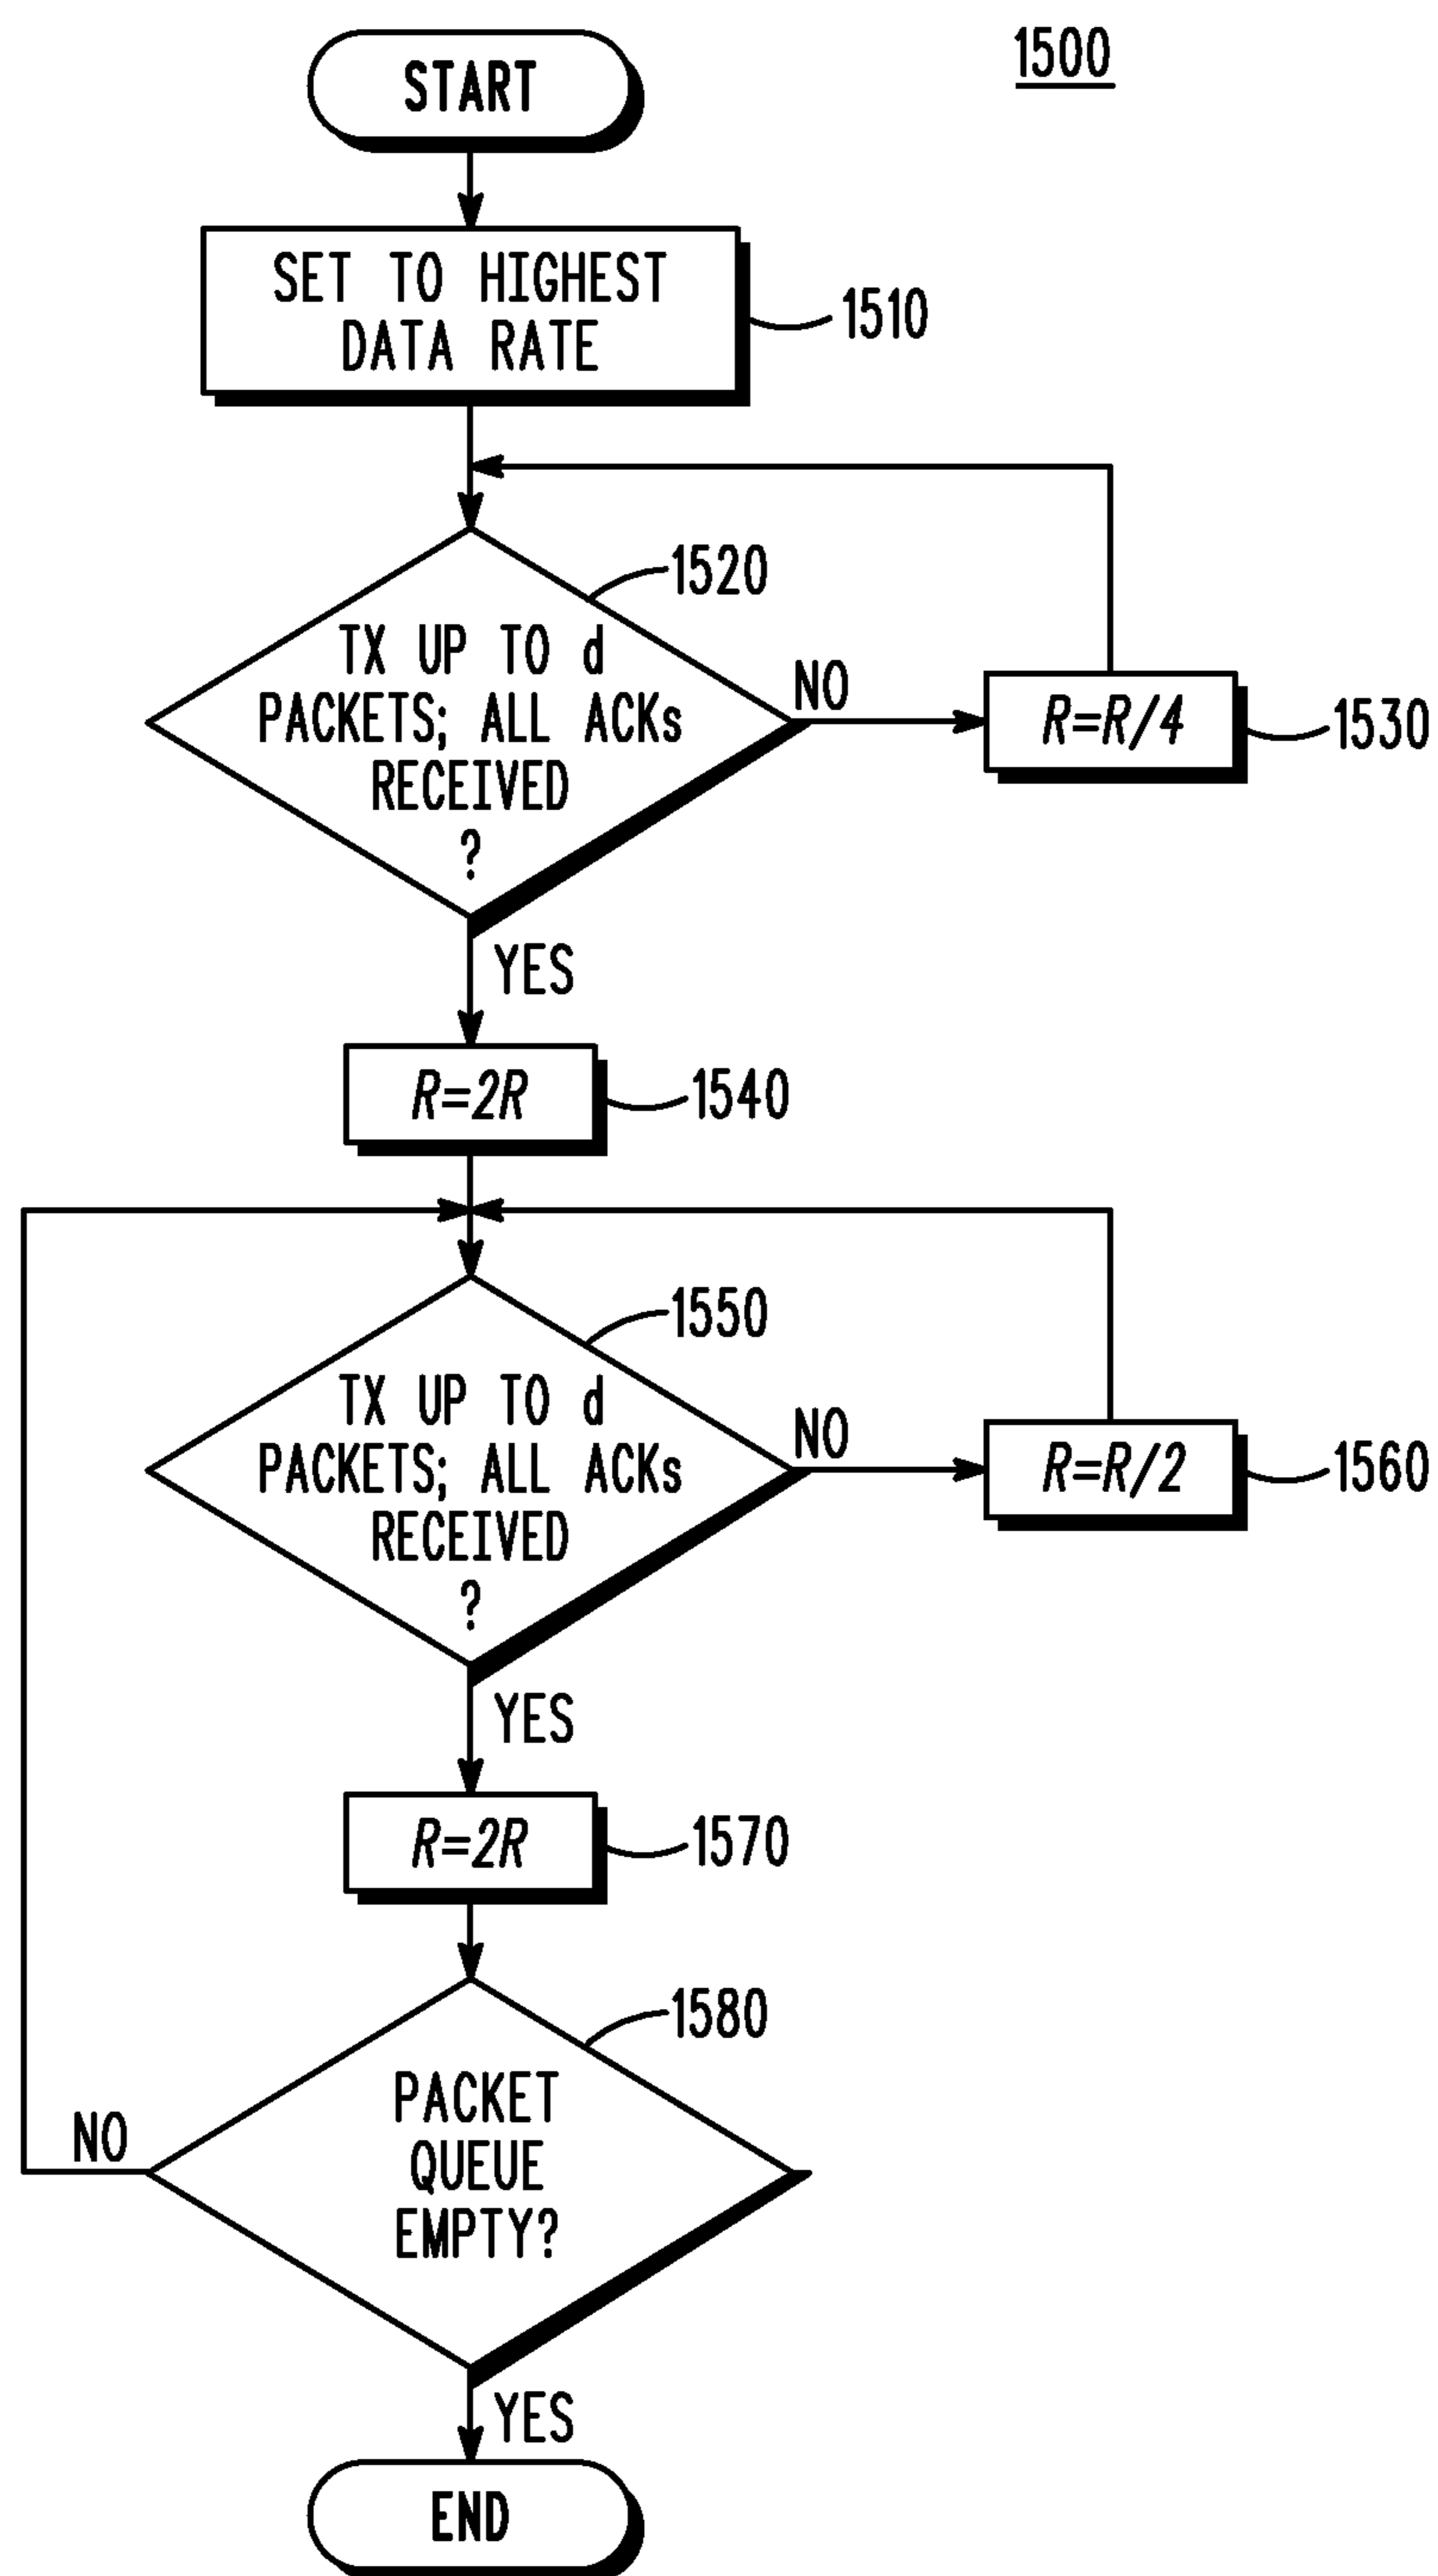 1500
START
SET TO HIGHEST
DATA RATE
1510
1520
TX UP TO d
PACKETS; ALL ACKs
RECEIVED
?
NO
R=R/4
1530
YES
R=2R
1540
1550
TX UP TO d
PACKETS; ALL ACKs
RECEIVED
?
NO
R=R/2
1560
YES
R=2R
1570
1580
PACKET
QUEUE
EMPTY?
NO
YES
END